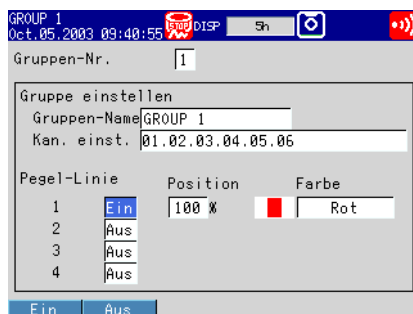 GROUP 1
Oct.05.2003 09:40:55 STOP DISP 5h
Gruppen-Nr. 1
Gruppe einstellen
Gruppen-Name GROUP 1
Kan. einst. 01.02.03.04.05.06
Pegel-Linie Position Farbe
1 Ein 100 % Rot
2 Aus
3 Aus
4 Aus
Ein Aus